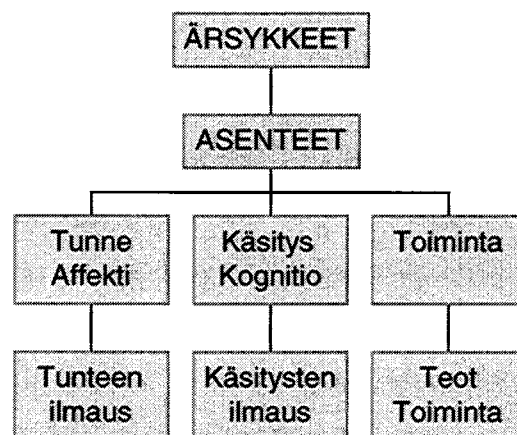 ÄRSYKKEET
ASENTEET
Tunne
Affekti
Käsitys
Kognitio
Toiminta
Tunteen
ilmaus
Käsitysten
ilmaus
Teot
Toiminta